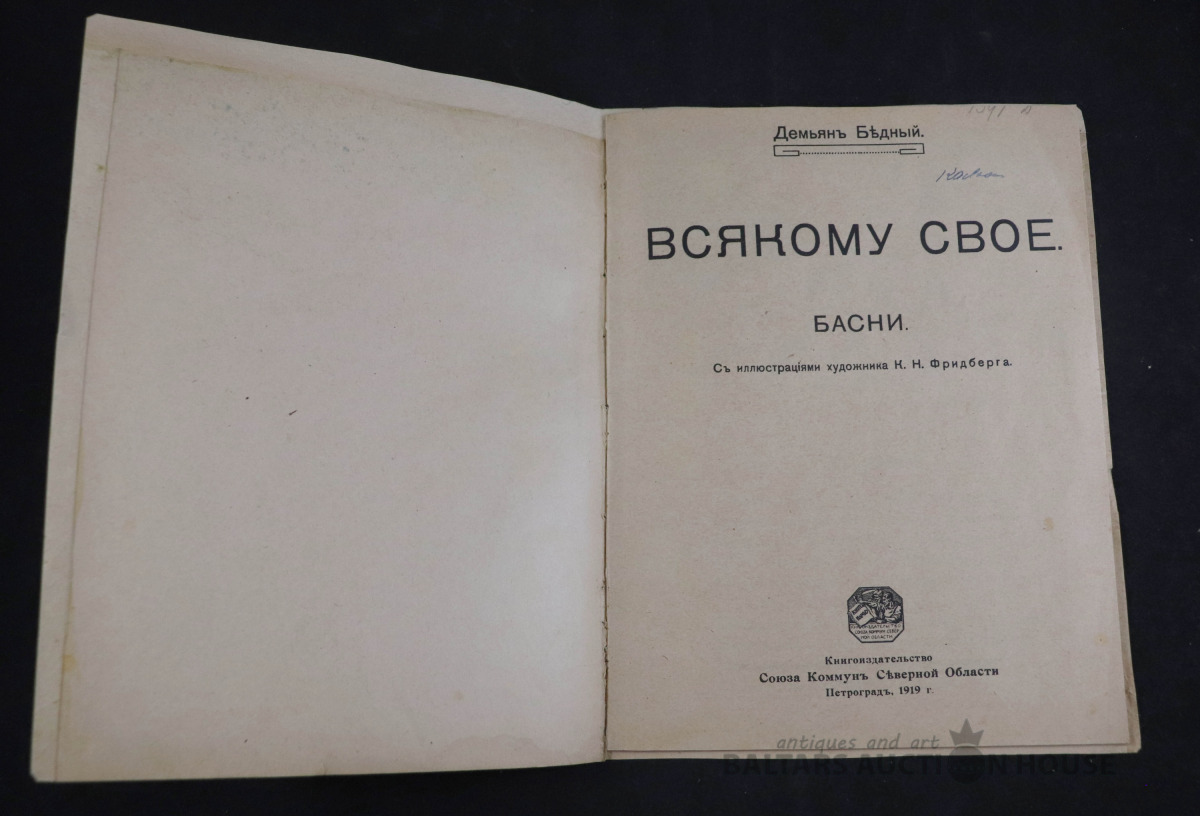 Демьянъ Бѣдный.
ВСЯКОМУ СВОЕ.
БАСНИ.
Съ иллюстраціями художника К. Н. Фридберга.
Книгоиздательство
Союза Коммунъ Сѣверной Области
Петроградъ, 1919 г.
antiques and art
BALTARS AUCTION HOUSE